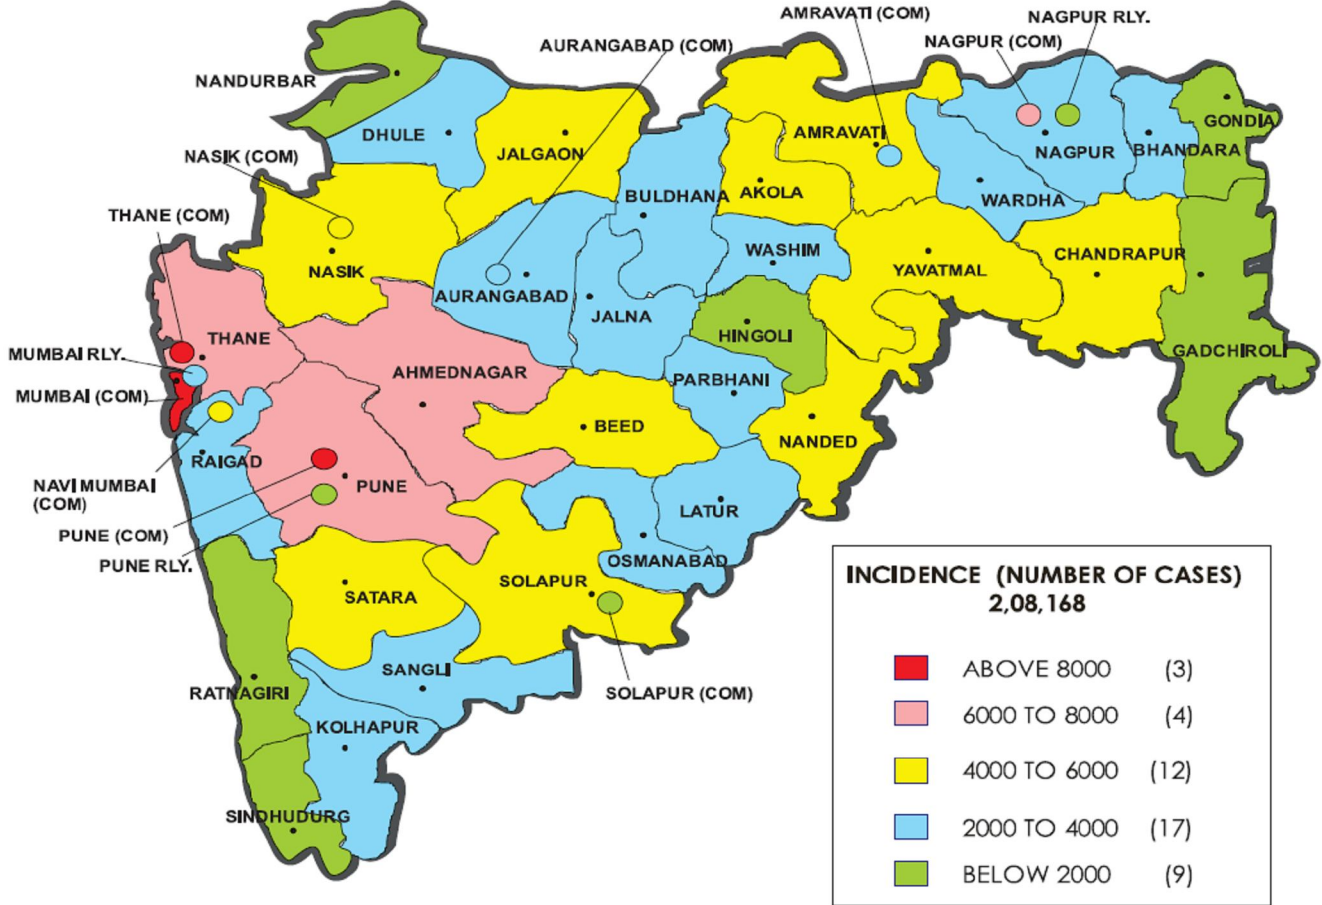 AMRAVATI (COM)
NAGPUR RLY.
AURANGABAD (COM)
NAGPUR (COM)
NANDURBAR
GONDIA
DHULE
AMRAVATI
JALGAON
NAGPUR
BHANDARA
NASIK (COM)
BULDHANA
AKOLA
WARDHA
THANE (COM)
WASHIM
CHANDRAPUR
NASIK
YAVATMAL
AURANGABAD
JALNA
THANE
HINGOLI
GADCHIROLI
MUMBAI RLY.
AHMEDNAGAR
PARBHANI
MUMBAI (COM)
BEED
NANDED
RAIGAD
NAVI MUMBAI
(COM)
PUNE
LATUR
PUNE (COM)
PUNE RLY.
OSMANABAD
SOLAPUR
SATARA
SANGLI
RATNAGIRI
SOLAPUR (COM)
KOLHAPUR
SINDHUDURG
INCIDENCE (NUMBER OF CASES)
2,08,168
ABOVE 8000 (3)
6000 TO 8000 (4)
4000 TO 6000 (12)
2000 TO 4000 (17)
BELOW 2000 (9)